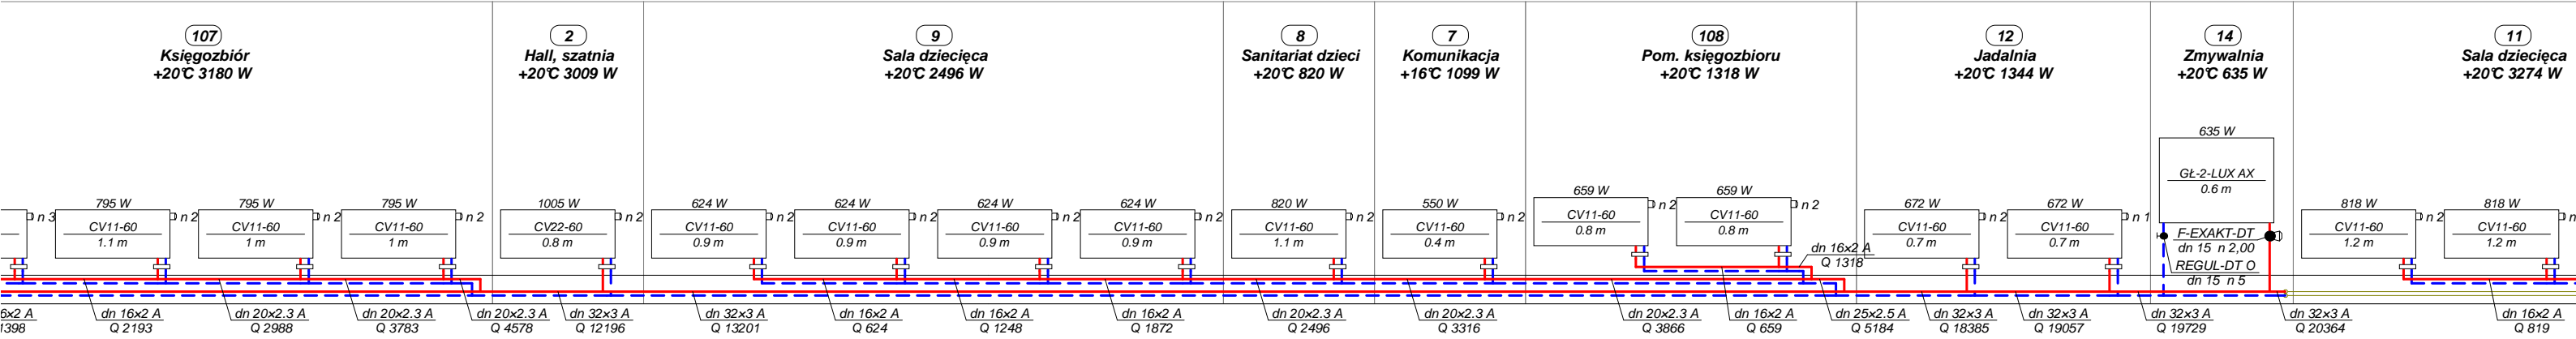 107
Księgozbiór
+20°C 3180 W
2
Hall, szatnia
+20°C 3009 W
9
Sala dziecięca
+20°C 2496 W
8
Sanitariat dzieci
+20°C 820 W
7
Komunikacja
+16°C 1099 W
108
Pom. księgozbioru
+20°C 1318 W
12
Jadalnia
+20°C 1344 W
14
Zmywalnia
+20°C 635 W
11
Sala dziecięca
+20°C 3274 W
n 3
795 W
CV11-60
1.1 m
n 2
795 W
CV11-60
1 m
n 2
795 W
CV11-60
1 m
n 2
1005 W
CV22-60
0.8 m
n 2
624 W
CV11-60
0.9 m
n 2
624 W
CV11-60
0.9 m
n 2
624 W
CV11-60
0.9 m
n 2
624 W
CV11-60
0.9 m
n 2
820 W
CV11-60
1.1 m
n 2
550 W
CV11-60
0.4 m
n 2
659 W
CV11-60
0.8 m
n 2
659 W
CV11-60
0.8 m
n 2
dn 16x2 A
Q 1318
672 W
CV11-60
0.7 m
n 2
672 W
CV11-60
0.7 m
n 1
635 W
GŁ-2-LUX AX
0.6 m
F-EXAKT-DT
dn 15 n 2,00
REGUL-DT O
dn 15 n 5
818 W
CV11-60
1.2 m
n 2
818 W
CV11-60
1.2 m
n
6x2 A
1398
dn 16x2 A
Q 2193
dn 20x2.3 A
Q 2988
dn 20x2.3 A
Q 3783
dn 20x2.3 A
Q 4578
dn 32x3 A
Q 12196
dn 32x3 A
Q 13201
dn 16x2 A
Q 624
dn 16x2 A
Q 1248
dn 16x2 A
Q 1872
dn 20x2.3 A
Q 2496
dn 20x2.3 A
Q 3316
dn 20x2.3 A
Q 3866
dn 16x2 A
Q 659
dn 25x2.5 A
Q 5184
dn 32x3 A
Q 18385
dn 32x3 A
Q 19057
dn 32x3 A
Q 19729
dn 32x3 A
Q 20364
dn 16x2 A
Q 819